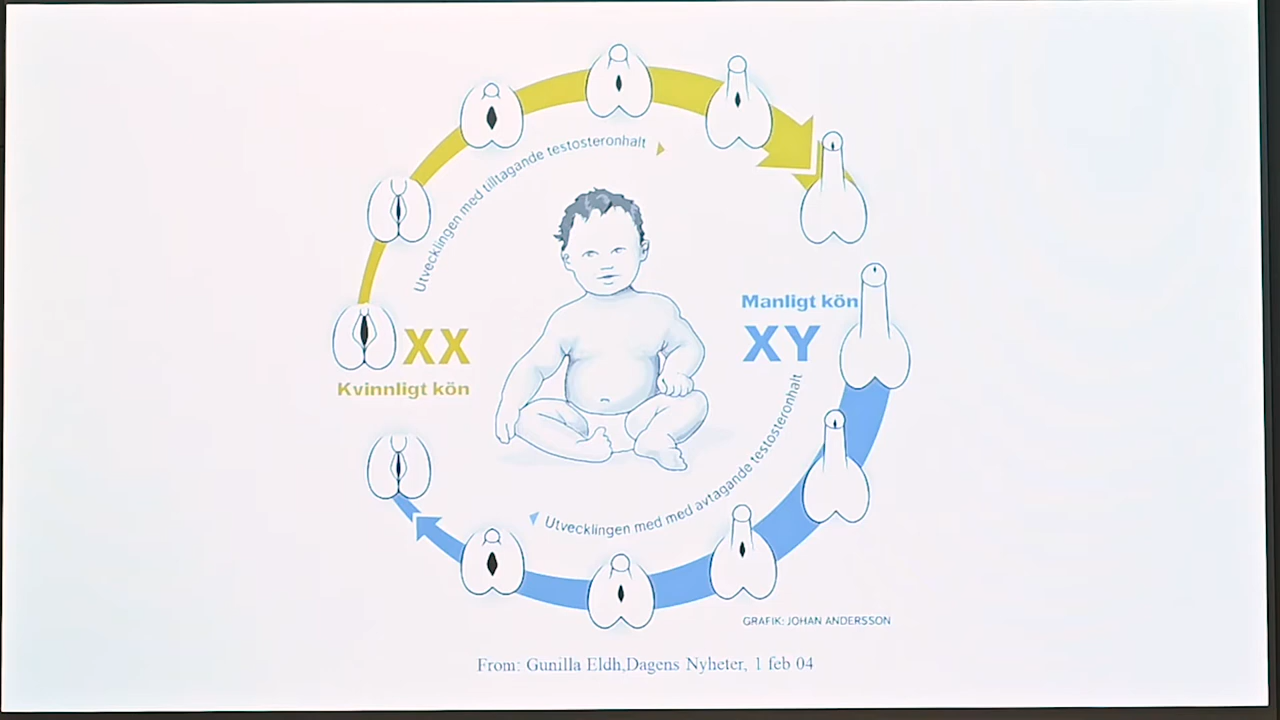 Utvecklingen med tilltagande testosteronhalt
Manligt kön
XX
XY
Kvinnligt kön
Utvecklingen med med avtagande testosteronhalt
GRAFIK: JOHAN ANDERSSON
From: Gunilla Eldh,Dagens Nyheter, 1 feb 04